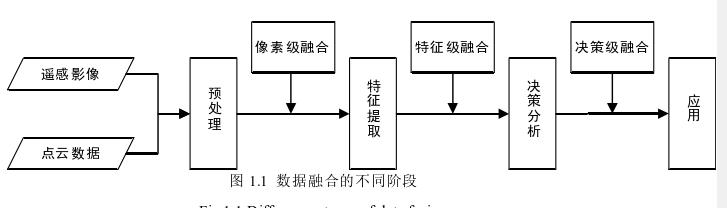 像素级融合
特征级融合
决策级融合
遥感影像
预处理
特征提取
决策分析
应用
点云数据
图 1.1 数据融合的不同阶段